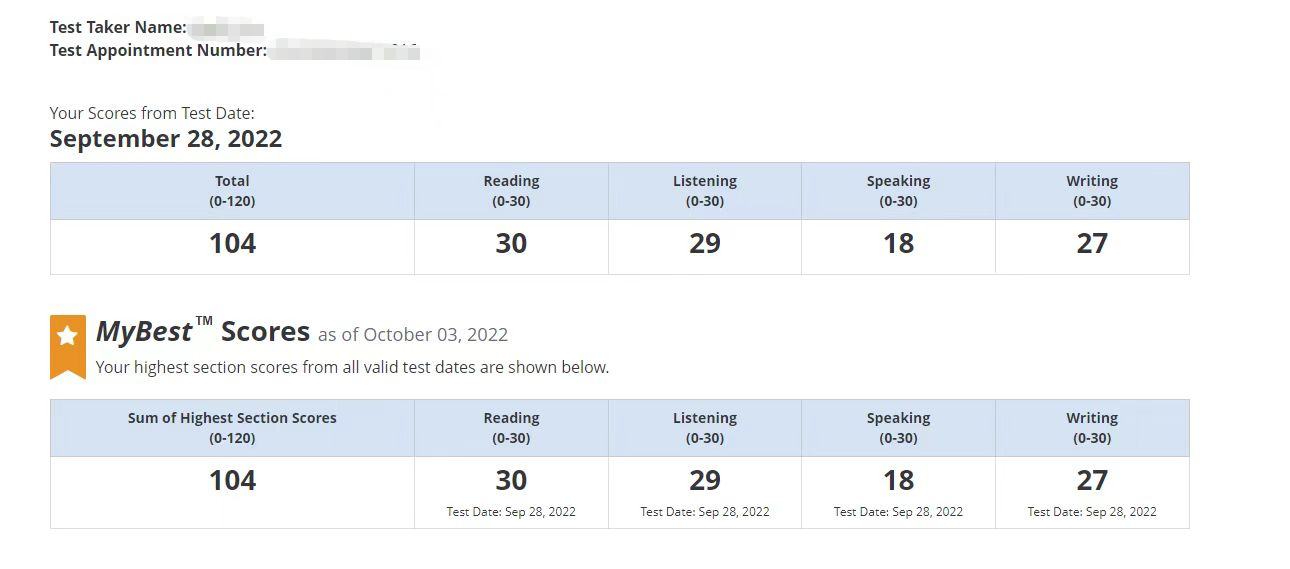 Test Taker Name:
Test Appointment Number:
Your Scores from Test Date:
September 28, 2022
Total Reading Listening Speaking Writing
(0-120) (0-30) (0-30) (0-30) (0-30)
104 30 29 18 27
MyBest™ Scores as of October 03, 2022
Your highest section scores from all valid test dates are shown below.
Sum of Highest Section Scores Reading Listening Speaking Writing
(0-120) (0-30) (0-30) (0-30) (0-30)
104 30 29 18 27
Test Date: Sep 28, 2022 Test Date: Sep 28, 2022 Test Date: Sep 28, 2022 Test Date: Sep 28, 2022